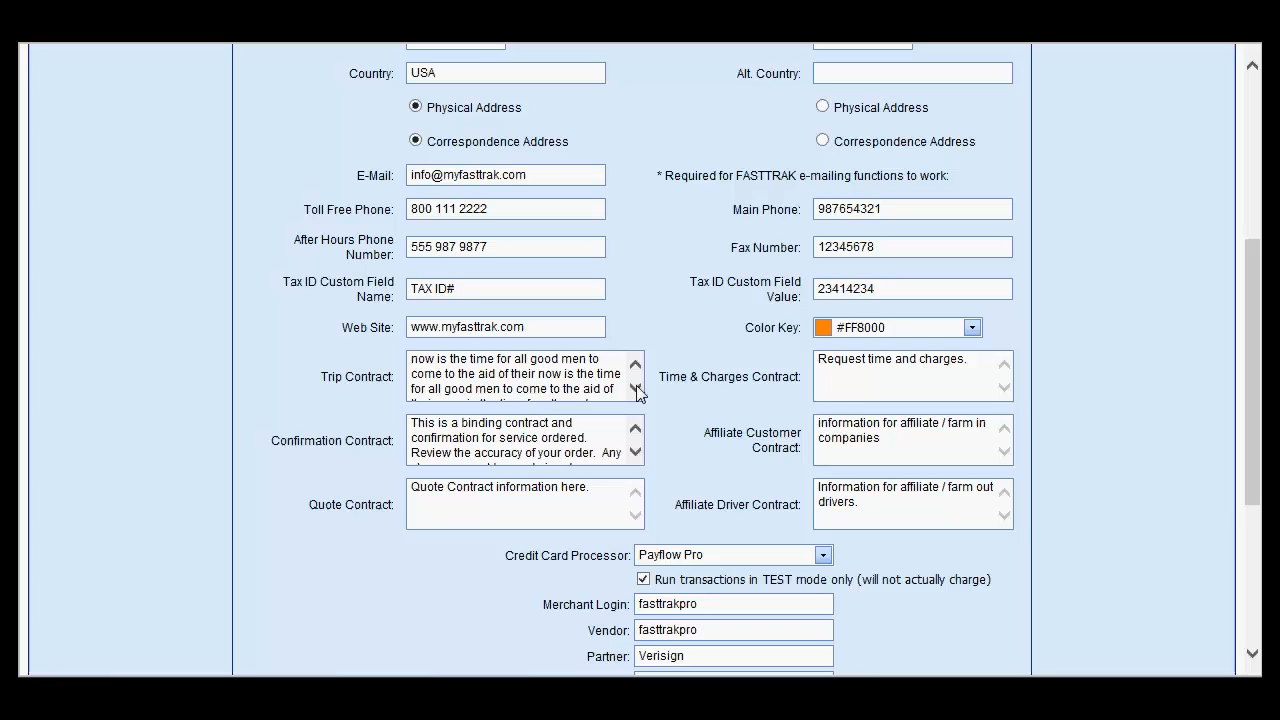 Country: USA Alt. Country:
Physical Address Physical Address
Correspondence Address Correspondence Address
E-Mail: info@myfasttrak.com * Required for FASTTRAK e-mailing functions to work:
Toll Free Phone: 800 111 2222 Main Phone: 987654321
After Hours Phone
Number: 555 987 9877 Fax Number: 12345678
Tax ID Custom Field
Name: TAX ID# Tax ID Custom Field
Value: 23414234
Web Site: www.myfasttrak.com Color Key: #FF8000
Trip Contract: now is the time for all good men to
come to the aid of their now is the time
for all good men to come to the aid of
Time & Charges Contract: Request time and charges.
Confirmation Contract: This is a binding contract and
confirmation for service ordered.
Review the accuracy of your order. Any
Affiliate Customer
Contract: information for affiliate / farm in
companies
Quote Contract: Quote Contract information here.
Affiliate Driver Contract: Information for affiliate / farm out
drivers.
Credit Card Processor: Payflow Pro
Run transactions in TEST mode only (will not actually charge)
Merchant Login: fasttrakpro
Vendor: fasttrakpro
Partner: Verisign